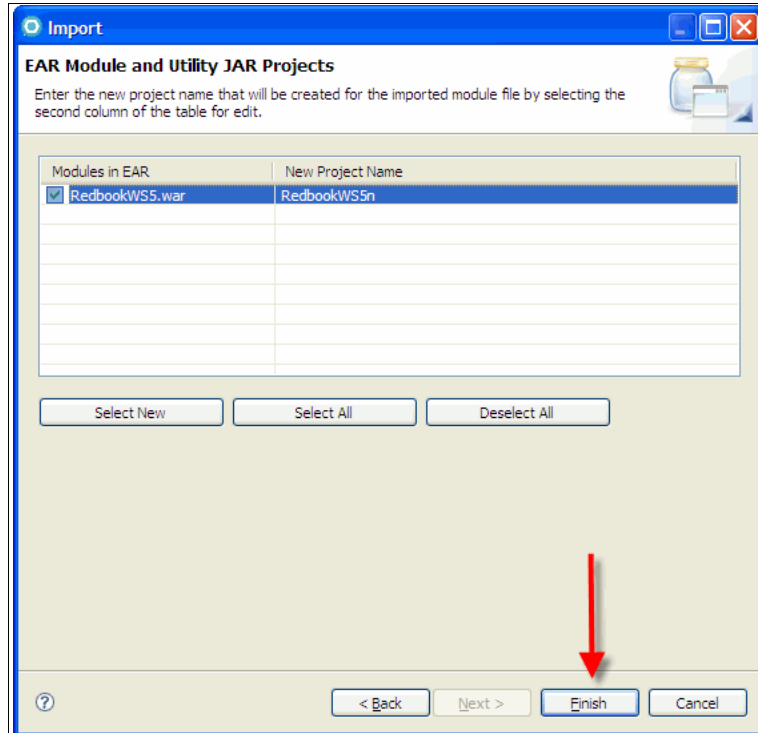 Import
EAR Module and Utility JAR Projects
Enter the new project name that will be created for the imported module file by selecting the
second column of the table for edit.
Modules in EAR New Project Name
RedbookWS5.war RedbookWS5n
Select New Select All Deselect All
? < Back Next > Finish Cancel